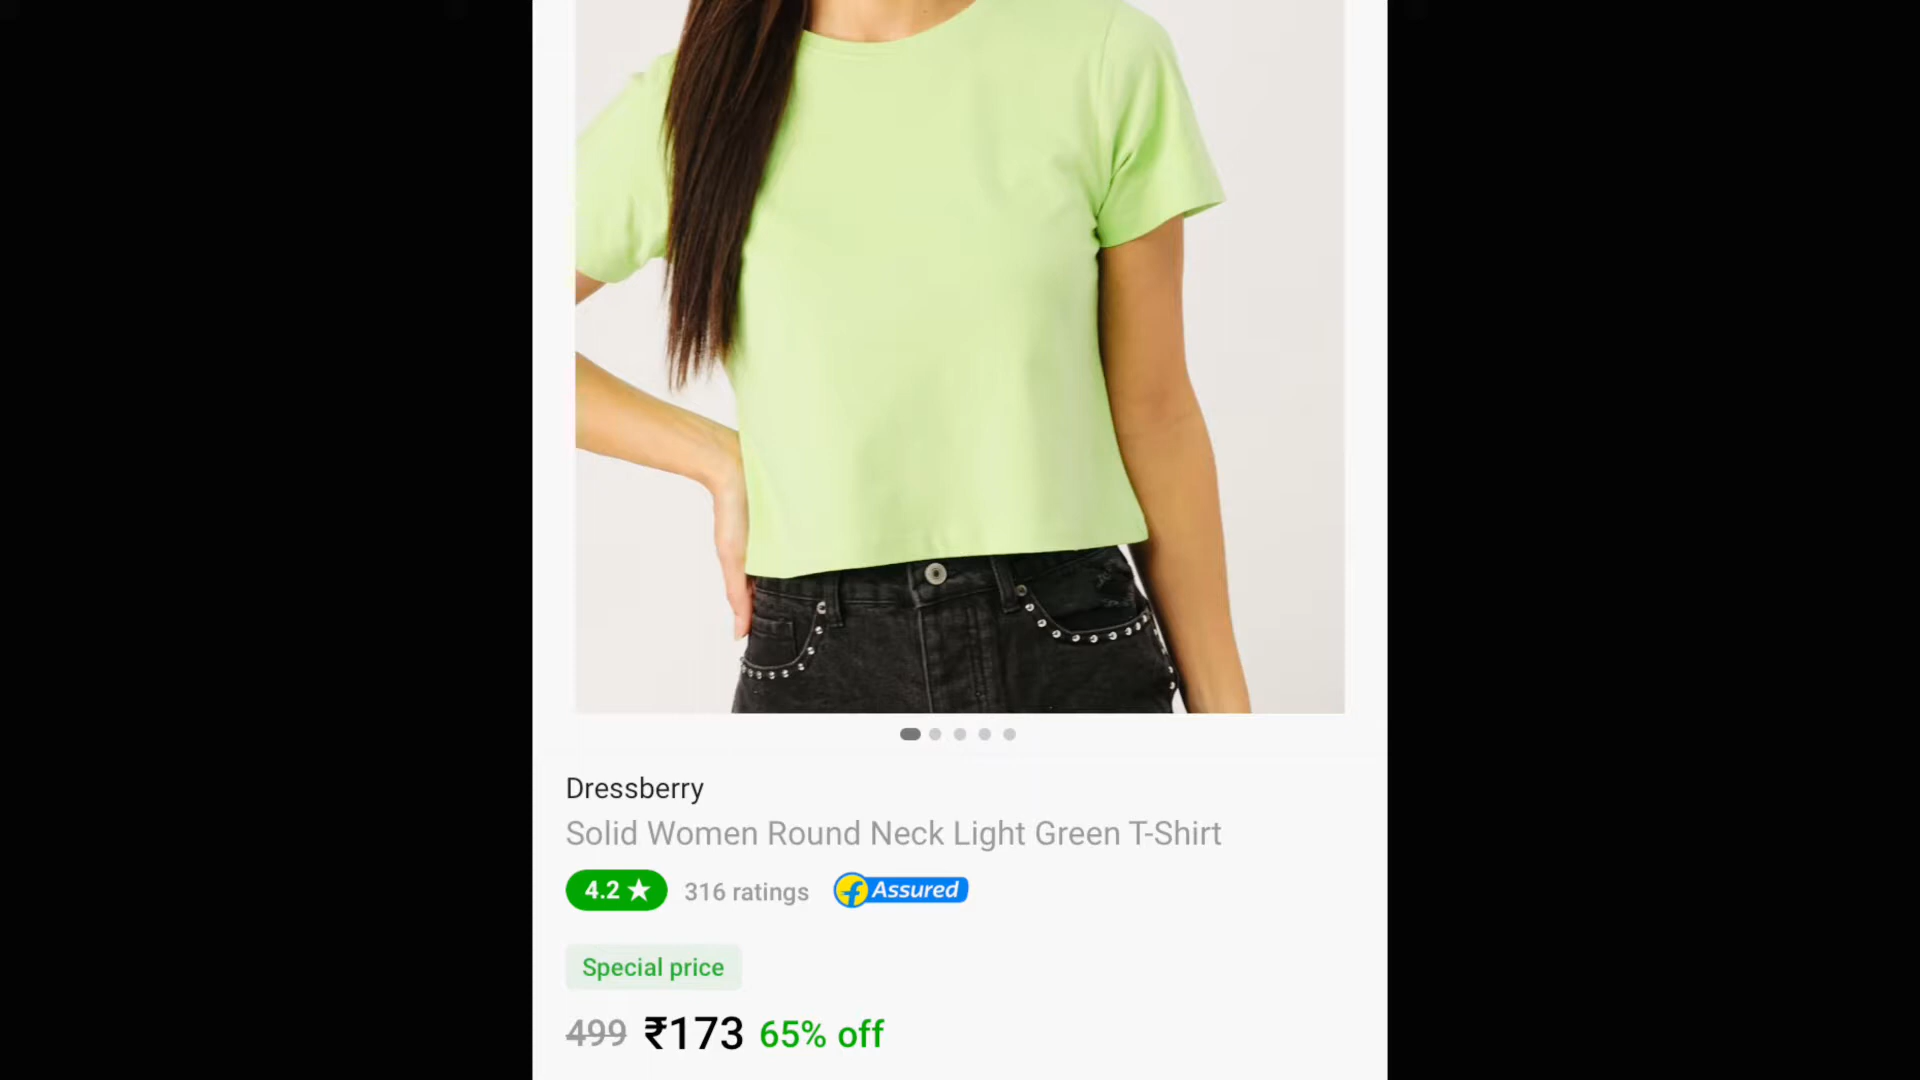 Dressberry
Solid Women Round Neck Light Green T-Shirt
4.2 ★ 316 ratings f Assured
Special price
499 ₹173 65% off